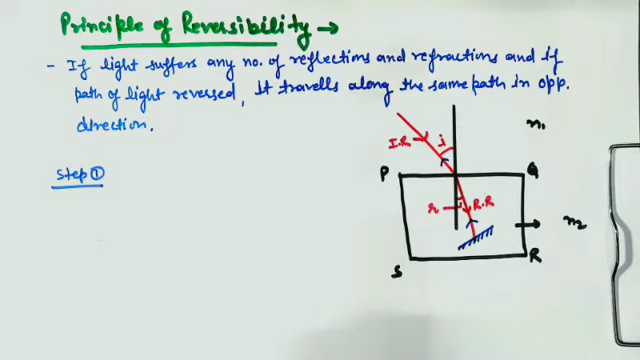 Principle of Reversibility →
- If light suffers any no. of reflections and refractions and if
path of light reversed, It travells along the same path in opp.
direction.
Step ①
I.R
i
n1
P
Q
r
R.R
n2
S
R